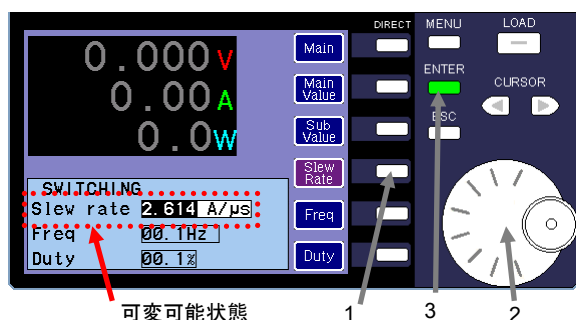 DIRECT
MENU
LOAD
0.000V
0.00A
0.0W
Main
Main
Value
Sub
Value
Slew
Rate
Freq
Duty
ENTER
CURSOR
ESC
SWITCHING
Slew rate 2.614 A/µs
Freq 00.1Hz
Duty 00.1%
可変可能状態
1
3
2